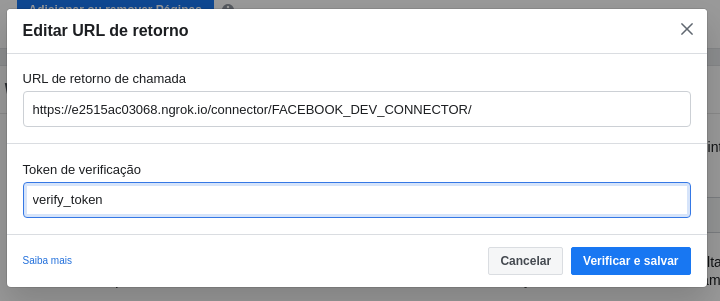 Adicionar ou remover Páginas
Editar URL de retorno
URL de retorno de chamada
https://e2515ac03068.ngrok.io/connector/FACEBOOK_DEV_CONNECTOR/
Token de verificação
verify_token
Saiba mais
Cancelar
Verificar e salvar